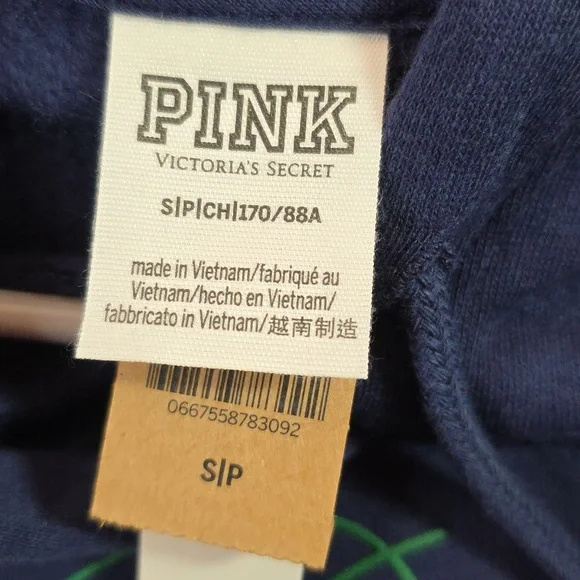 PINK
VICTORIA'S SECRET
S|P|CH|170/88A
made in Vietnam/fabriqué au
Vietnam/hecho en Vietnam/
fabbricato in Vietnam/越南制造
0667558783092
S|P